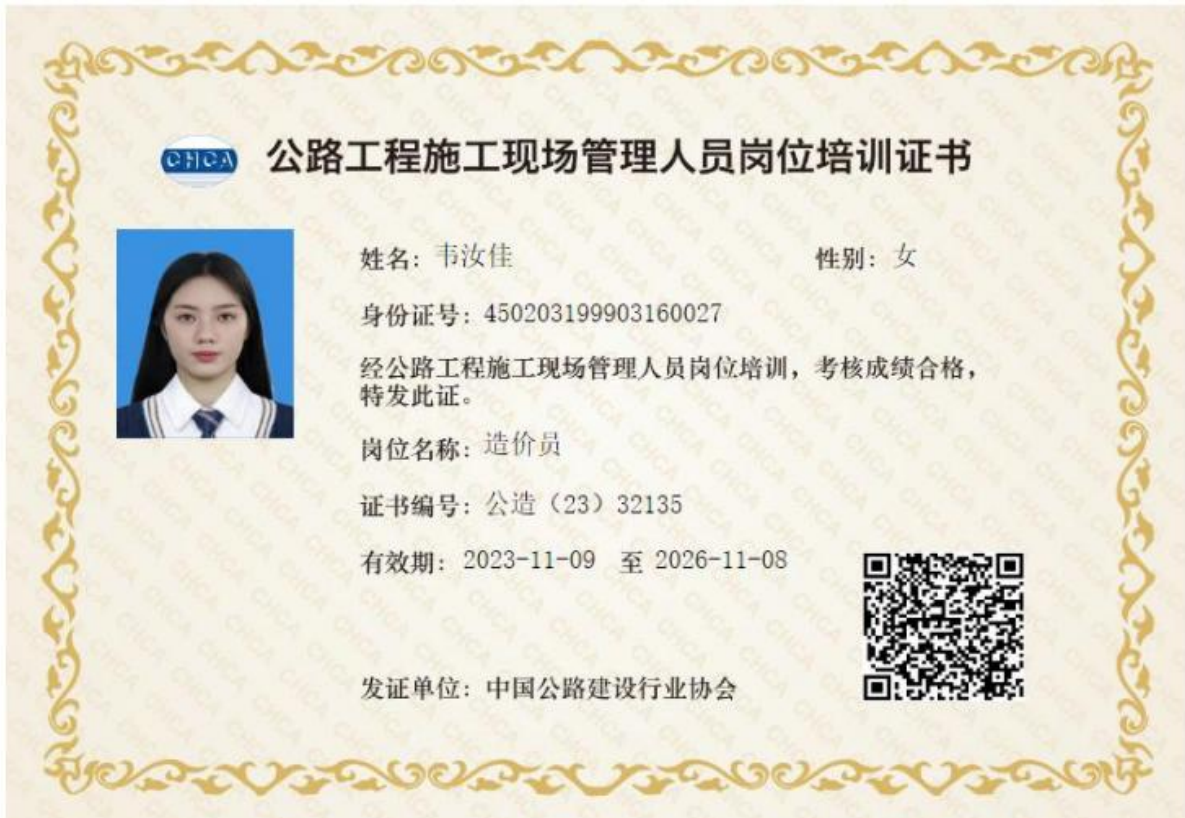 CHCA 公路工程施工现场管理人员岗位培训证书
姓名：韦汝佳 性别：女
身份证号：450203199903160027
经公路工程施工现场管理人员岗位培训，考核成绩合格，
特发此证。
岗位名称：造价员
证书编号：公造（23）32135
有效期：2023-11-09 至 2026-11-08
发证单位：中国公路建设行业协会